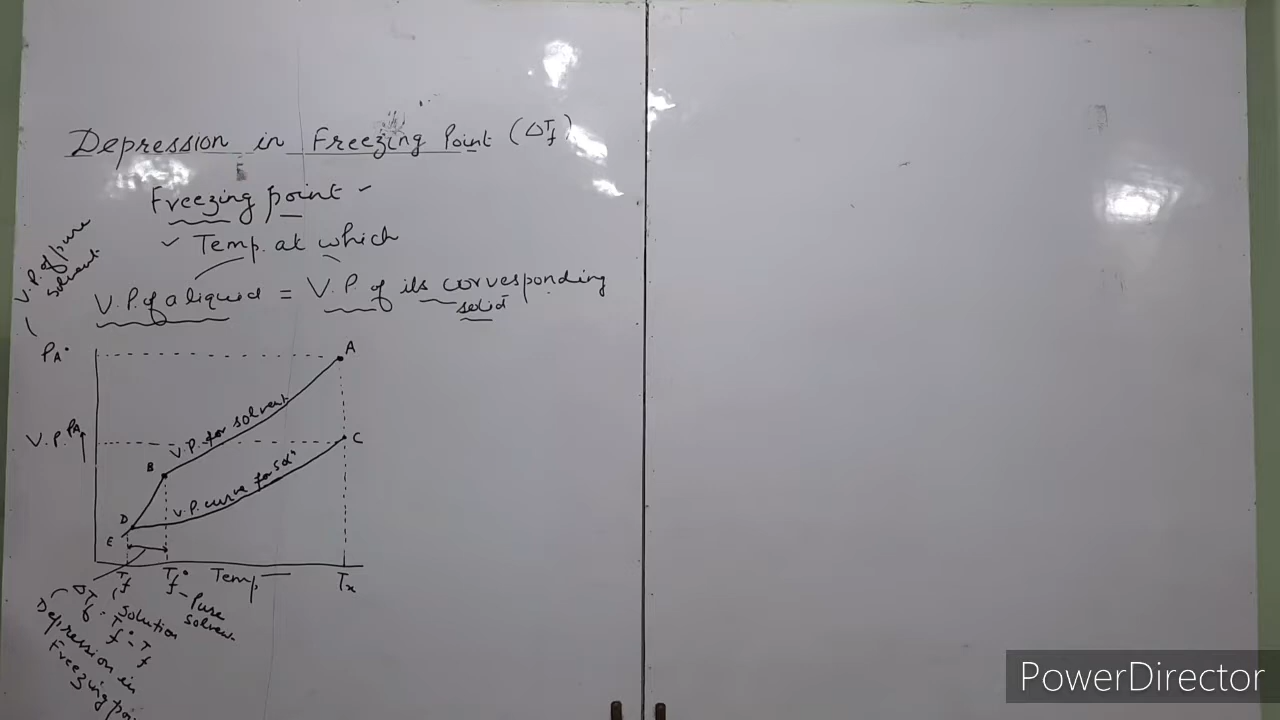 Depression in Freezing Point (ΔTf)
Freezing point
Temp. at which
V.P. of a liquid = V.P. of its corresponding
solid
V.P. of pure
solvent
PA°
A
V.P. for solvent
V.P. PA
C
B
V.P. curve for solⁿ
D
E
Tf
Tf°
Temp
Tx
Solution
Pure
solvent
ΔTf = Tf° - Tf
Depression in
Freezing
PowerDirector